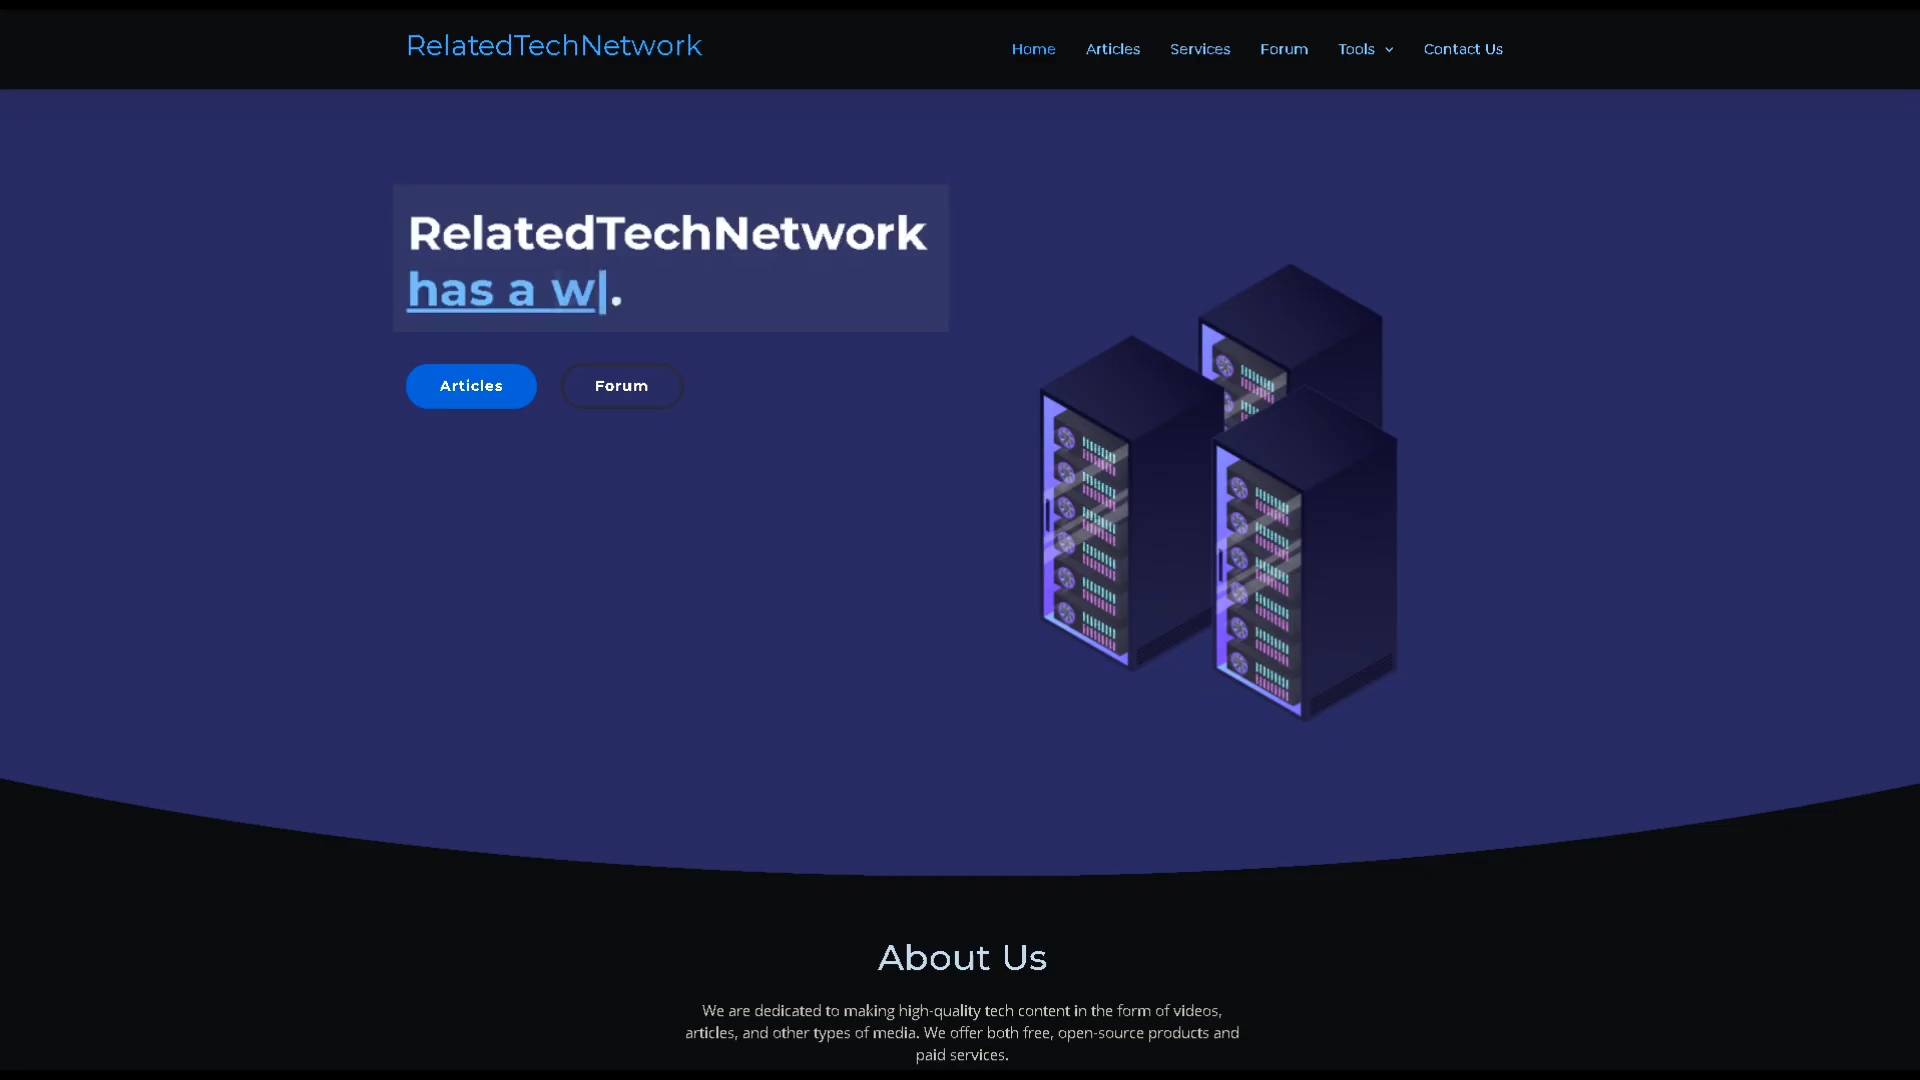 RelatedTechNetwork
Home Articles Services Forum Tools Contact Us
RelatedTechNetwork
has a w|.
Articles Forum
About Us
We are dedicated to making high-quality tech content in the form of videos,
articles, and other types of media. We offer both free, open-source products and
paid services.